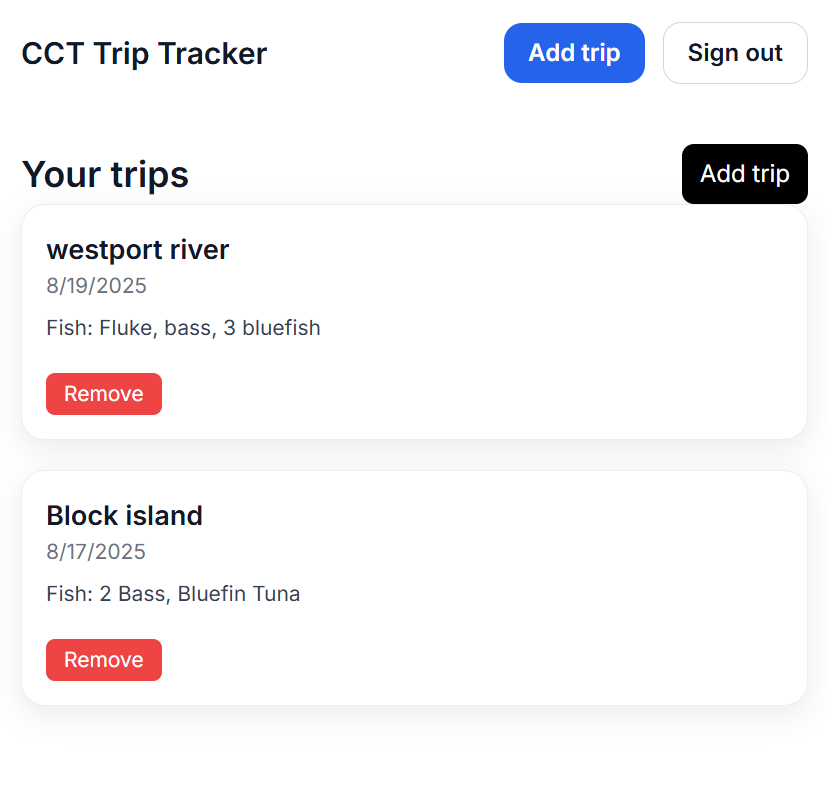 CCT Trip Tracker Add trip Sign out
Your trips Add trip
westport river
8/19/2025
Fish: Fluke, bass, 3 bluefish
Remove
Block island
8/17/2025
Fish: 2 Bass, Bluefin Tuna
Remove